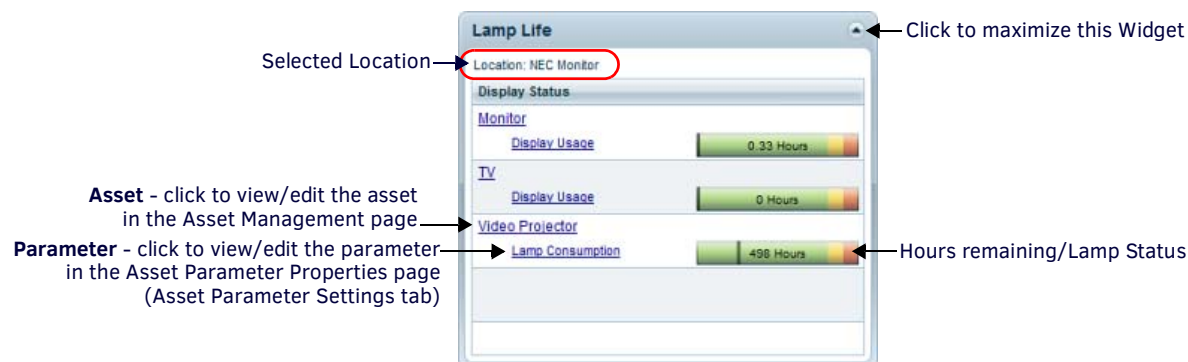 Lamp Life
Click to maximize this Widget
Selected Location
Location: NEC Monitor
Display Status
Monitor
Display Usage
0.33 Hours
TV
Display Usage
0 Hours
Asset - click to view/edit the asset
in the Asset Management page
Video Projector
Parameter - click to view/edit the parameter
in the Asset Parameter Properties page
(Asset Parameter Settings tab)
Lamp Consumption
498 Hours
Hours remaining/Lamp Status